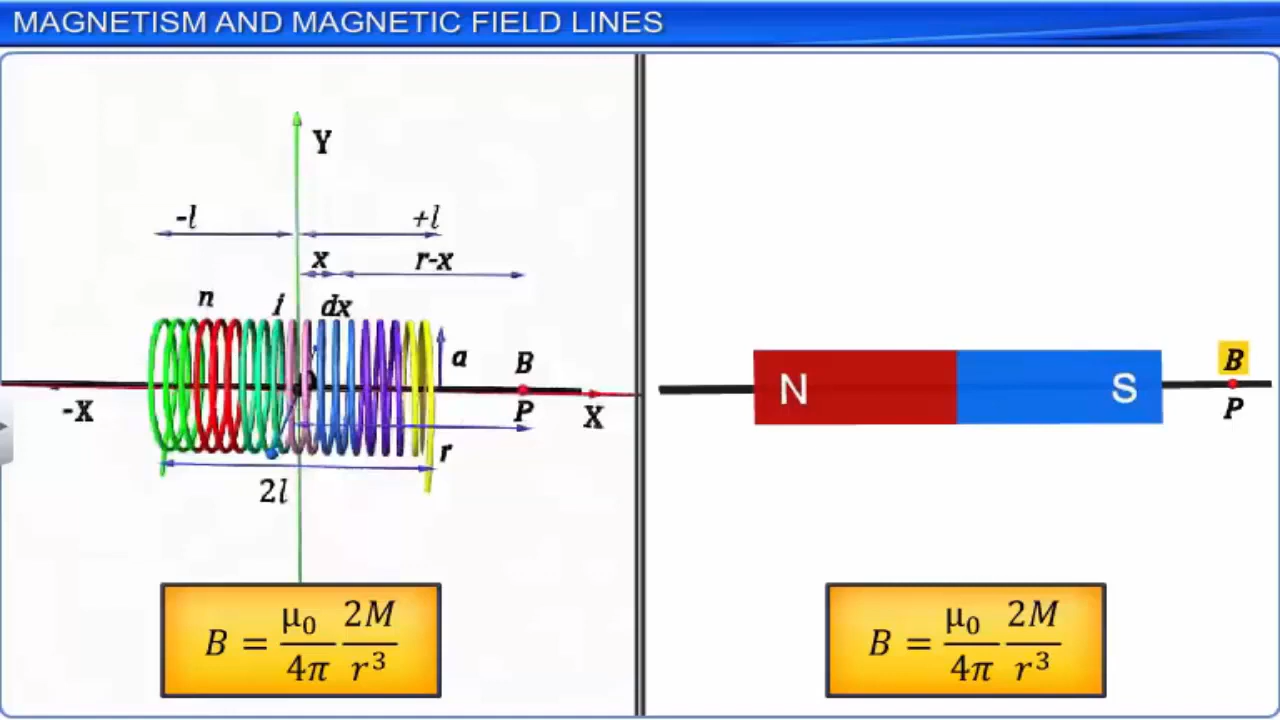 MAGNETISM AND MAGNETIC FIELD LINES
Y
-l +l
x r-x
n i dx
a B
-X P X
r
2l
B = μ₀/4π 2M/r³
N S B
P
B = μ₀/4π 2M/r³